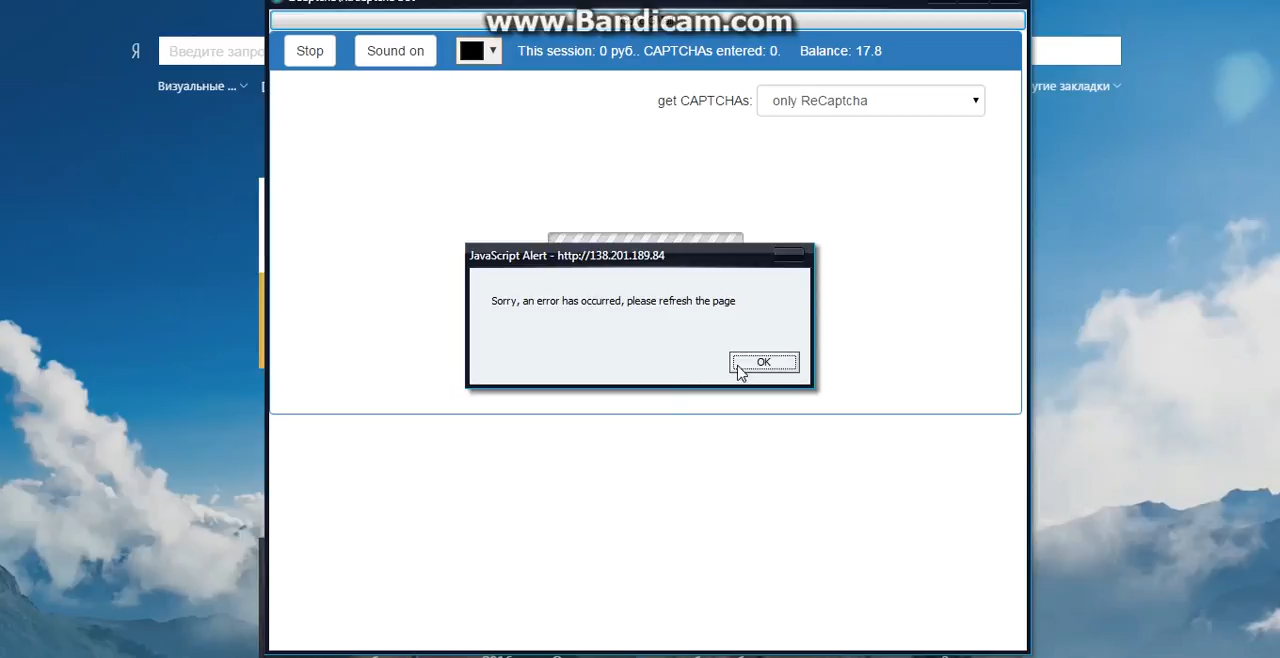 www.Bandicam.com
Я
Введите запро
Stop
Sound on
This session: 0 руб.. CAPTCHAs entered: 0.
Balance: 17.8
Визуальные ...
угие закладки
get CAPTCHAs:
only ReCaptcha
JavaScript Alert - http://138.201.189.84
Sorry, an error has occurred, please refresh the page
OK